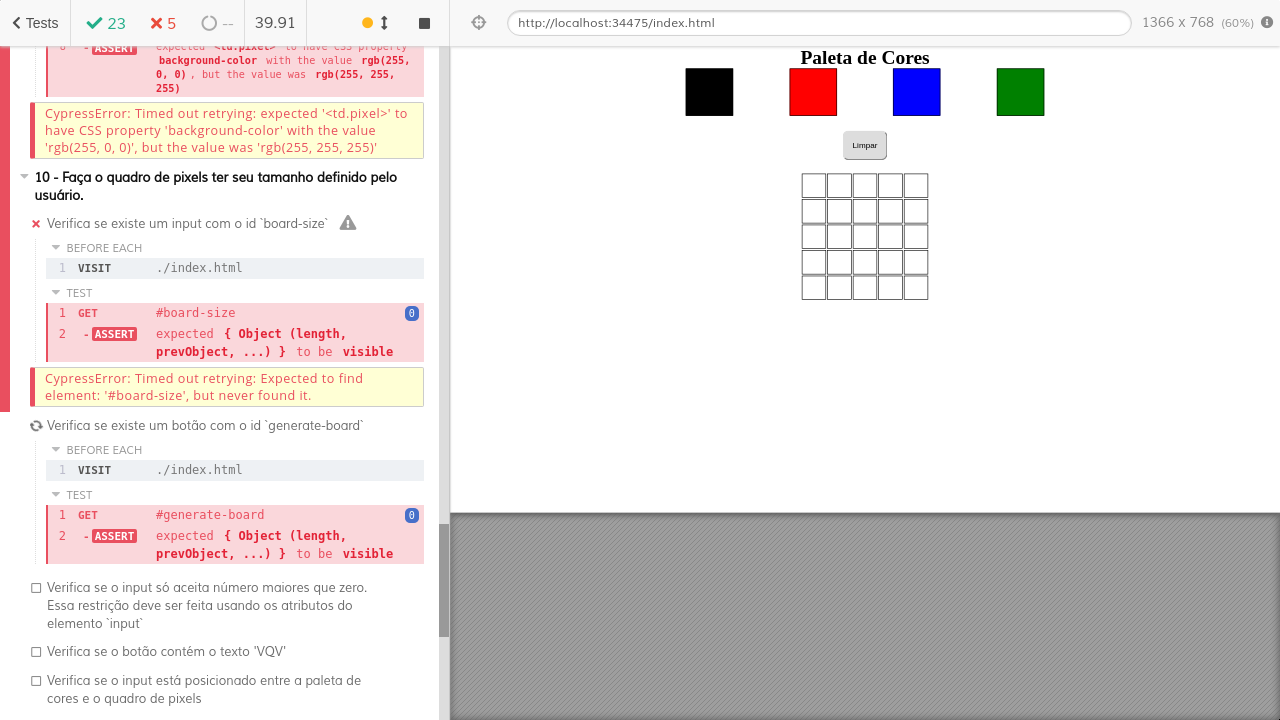 Tests 23 5 -- 39.91 http://localhost:34475/index.html 1366 x 768 (60%)
6 - ASSERT expected <td.pixel> to have CSS property
background-color with the value rgb(255,
0, 0) , but the value was rgb(255, 255,
255)
CypressError: Timed out retrying: expected '<td.pixel>' to
have CSS property 'background-color' with the value
'rgb(255, 0, 0)', but the value was 'rgb(255, 255, 255)'
10 - Faça o quadro de pixels ter seu tamanho definido pelo
usuário.
Verifica se existe um input com o id `board-size`
BEFORE EACH
1 VISIT ./index.html
TEST
1 GET #board-size 0
2 - ASSERT expected { Object (length,
prevObject, ...) } to be visible
CypressError: Timed out retrying: Expected to find
element: '#board-size', but never found it.
Verifica se existe um botão com o id `generate-board`
BEFORE EACH
1 VISIT ./index.html
TEST
1 GET #generate-board 0
2 - ASSERT expected { Object (length,
prevObject, ...) } to be visible
Verifica se o input só aceita número maiores que zero.
Essa restrição deve ser feita usando os atributos do
elemento `input`
Verifica se o botão contém o texto 'VQV'
Verifica se o input está posicionado entre a paleta de
cores e o quadro de pixels
Paleta de Cores
Limpar